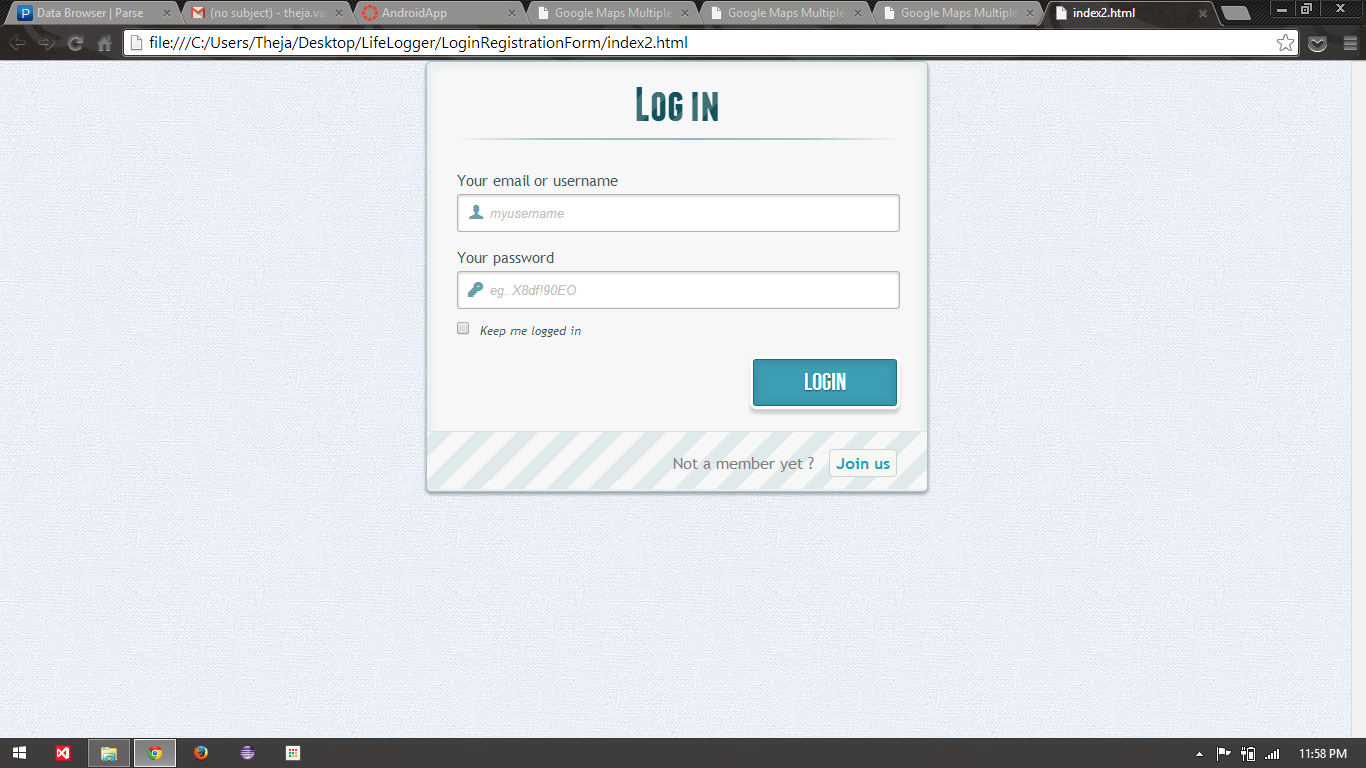 Data Browser | Parse
(no subject) - theja.va
AndroidApp
Google Maps Multiple
Google Maps Multiple
Google Maps Multiple
index2.html
file:///C:/Users/Theja/Desktop/LifeLogger/LoginRegistrationForm/index2.html
Log in
Your email or username
myusername
Your password
eg. X8df!90EO
Keep me logged in
LOGIN
Not a member yet ? Join us
11:58 PM